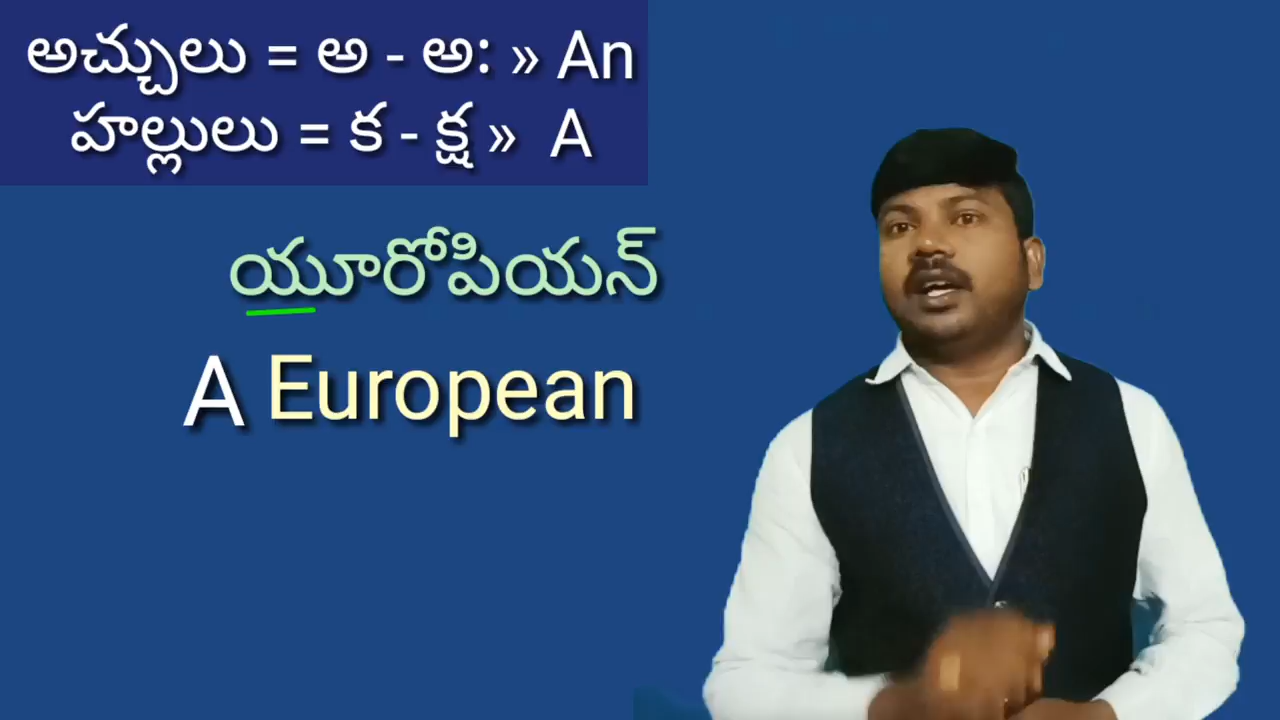 అచ్చులు = అ - అః » An
హల్లులు = క - క్ష » A
యూరోపియన్
A European